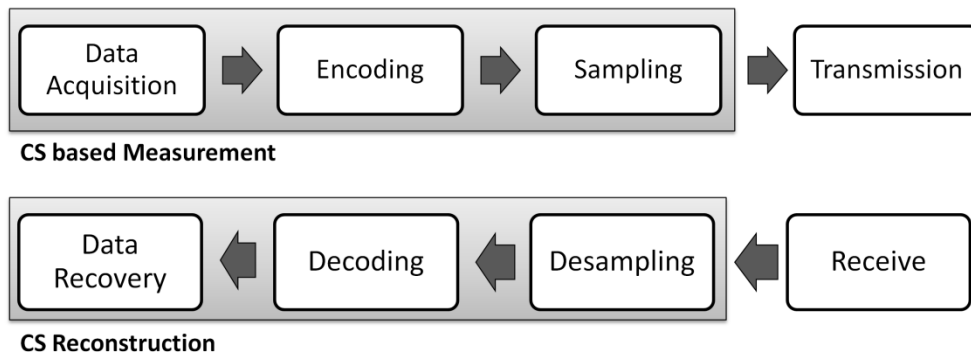 Data
Acquisition
Encoding
Sampling
Transmission
CS based Measurement
Data
Recovery
Decoding
Desampling
Receive
CS Reconstruction